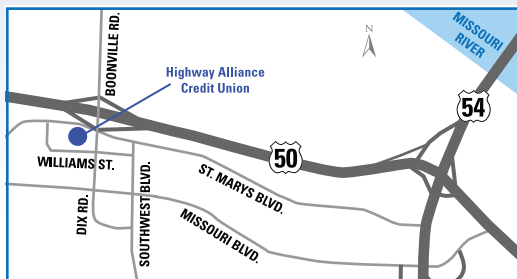 MISSOURI
RIVER
N
BOONVILLE RD.
Highway Alliance
Credit Union
54
50
WILLIAMS ST.
ST. MARYS BLVD.
DIX RD.
SOUTHWEST BLVD.
MISSOURI BLVD.